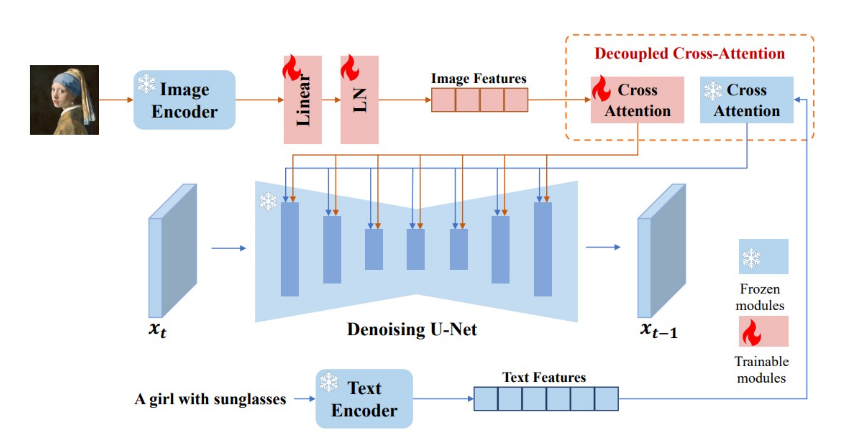 Decoupled Cross-Attention
Image
Encoder
Linear
LN
Image Features
Cross
Attention
Cross
Attention
x_t
Denoising U-Net
x_{t−1}
Frozen
modules
Trainable
modules
A girl with sunglasses
Text
Encoder
Text Features